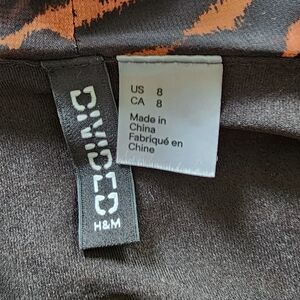 DIVIDED
H&M
US 8
CA 8
Made in
China
Fabriqué en
Chine